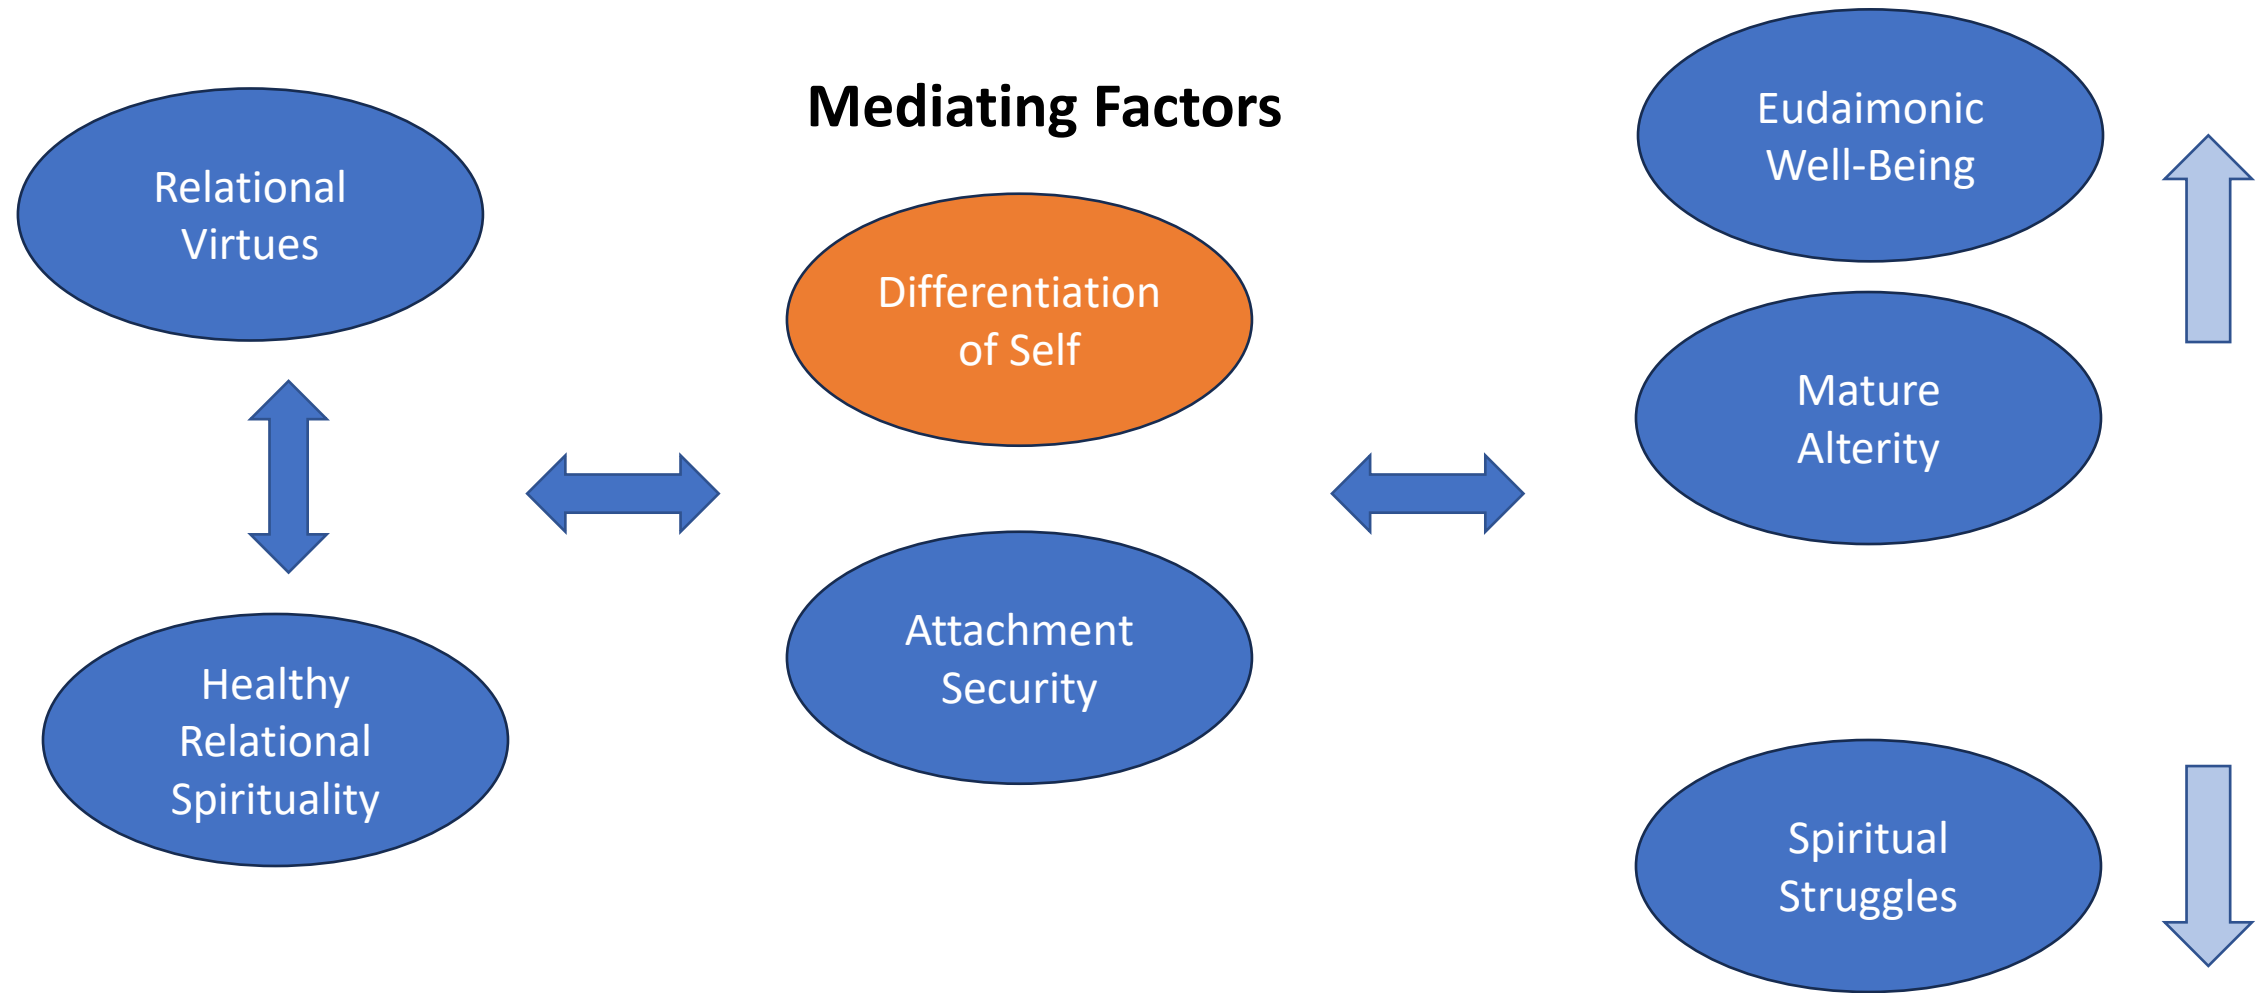 Mediating Factors
Relational
Virtues
Healthy
Relational
Spirituality
Differentiation
of Self
Attachment
Security
Eudaimonic
Well-Being
Mature
Alterity
Spiritual
Struggles